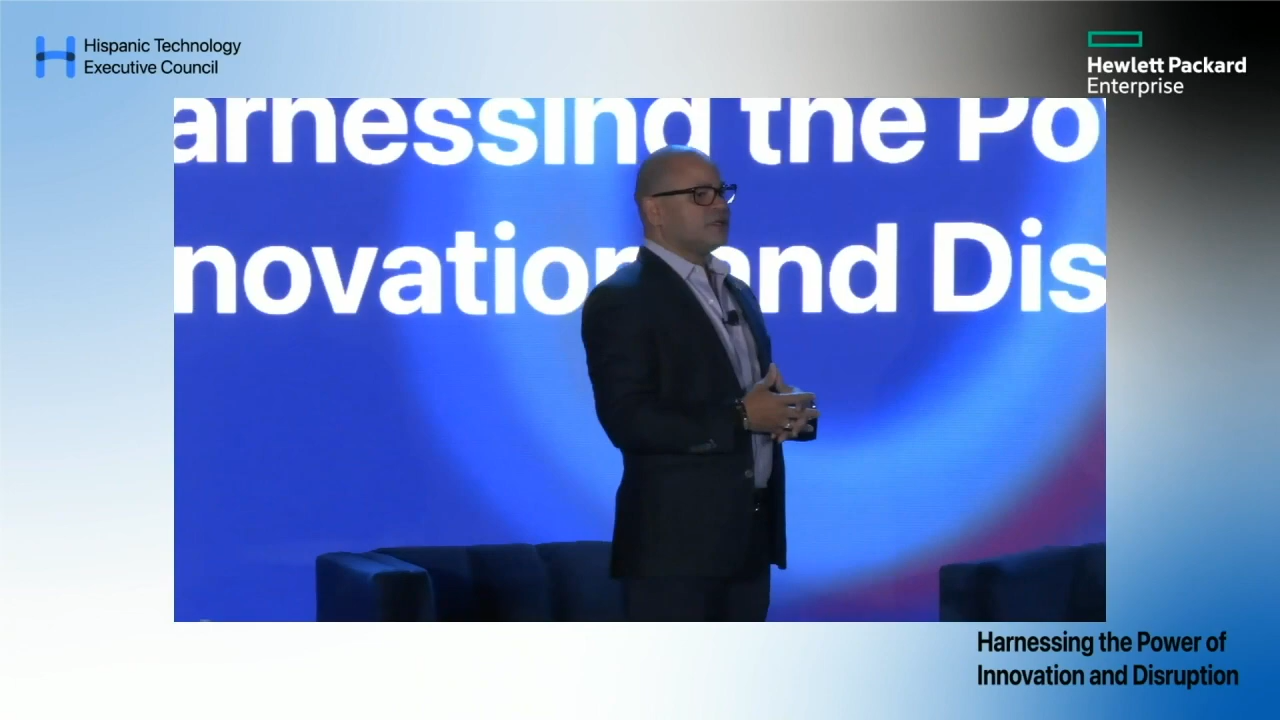 Hispanic Technology
Executive Council
Hewlett Packard
Enterprise
arnessing the Po
novation and Dis
Harnessing the Power of
Innovation and Disruption